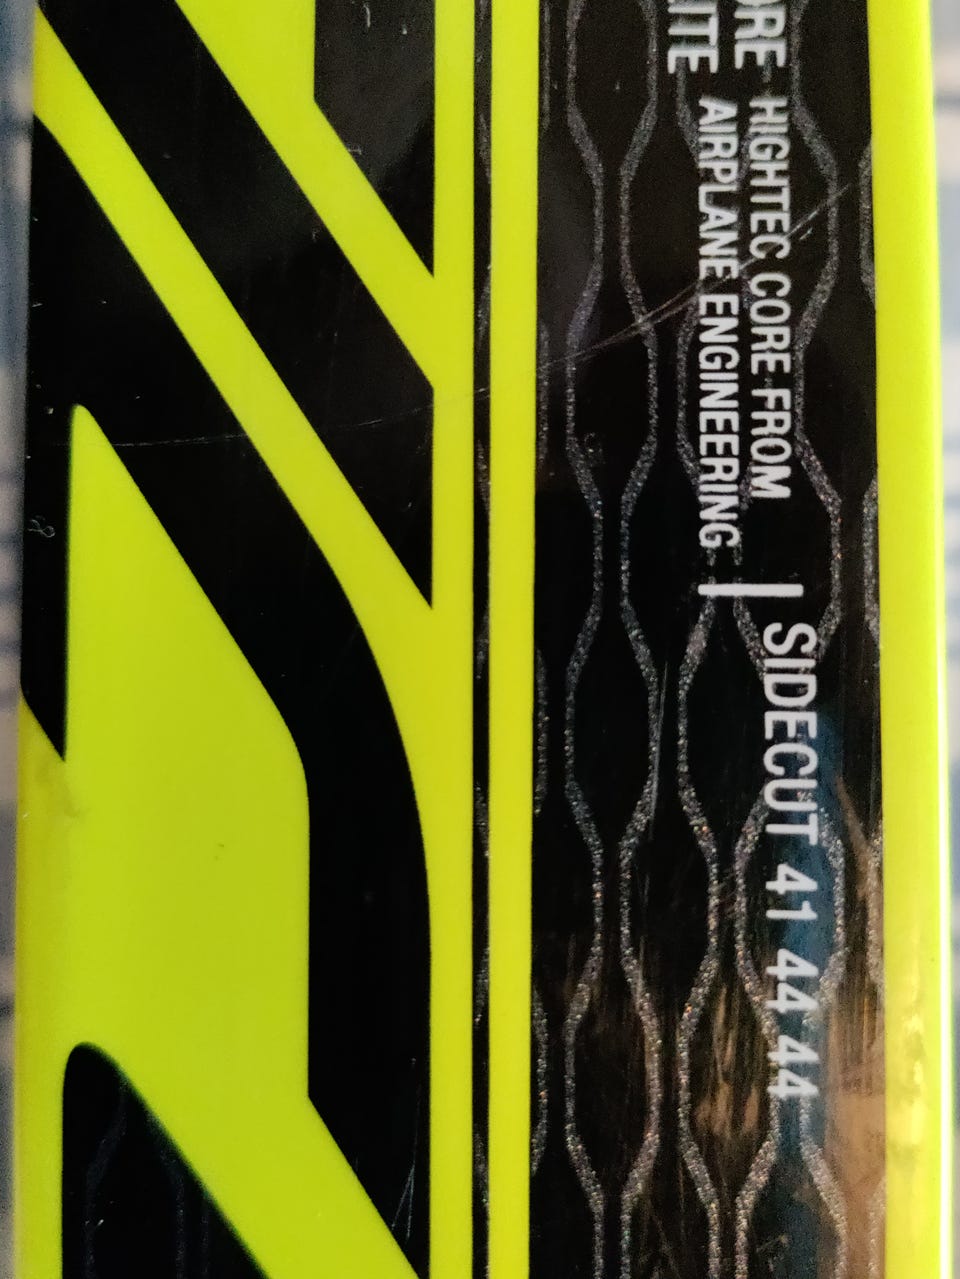 HIGHTEC CORE FROM
AIRPLANE ENGINEERING
| SIDECUT 41 44 44